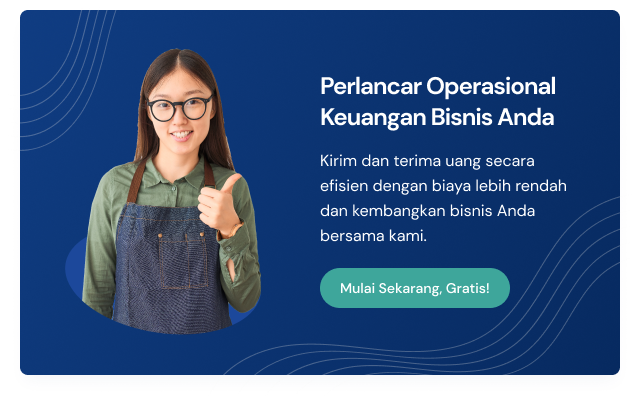 Perlancar Operasional
Keuangan Bisnis Anda
Kirim dan terima uang secara
efisien dengan biaya lebih rendah
dan kembangkan bisnis Anda
bersama kami.
Mulai Sekarang, Gratis!